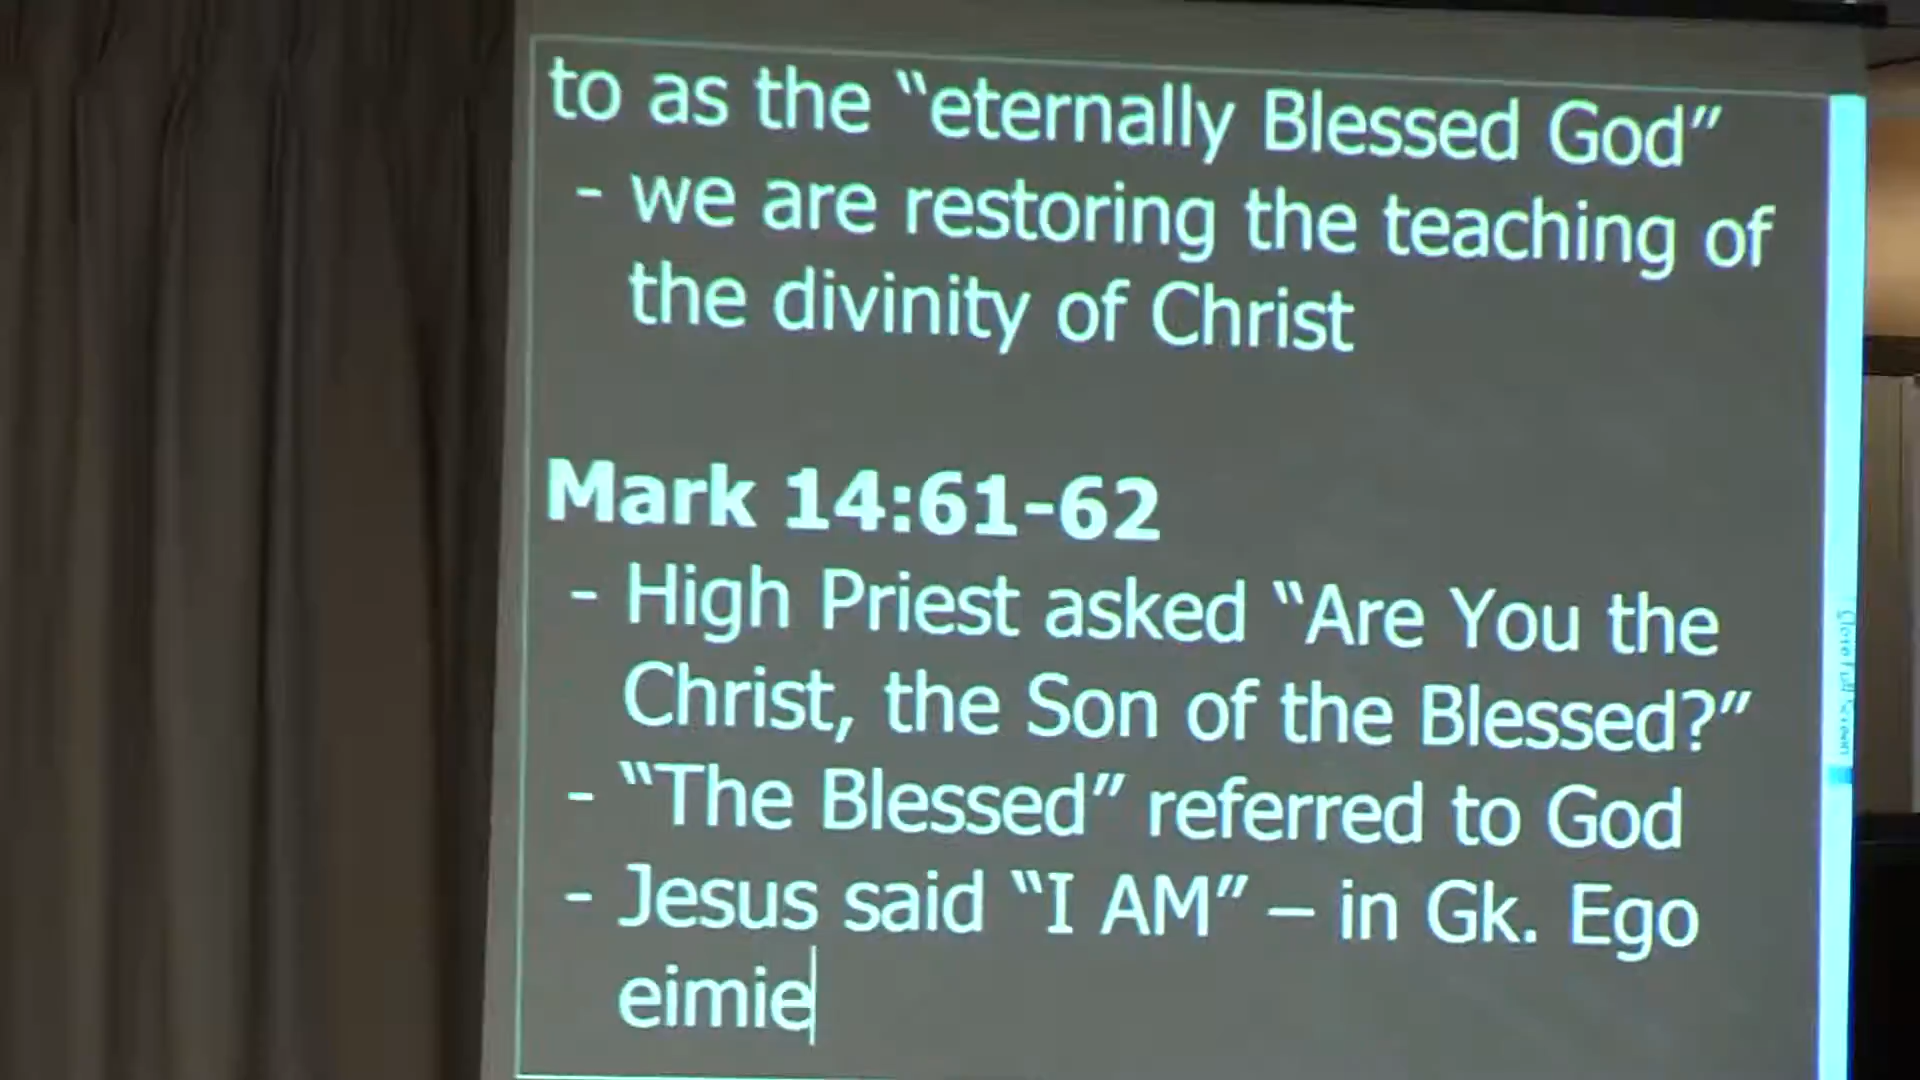 to as the “eternally Blessed God”
- we are restoring the teaching of
the divinity of Christ
Mark 14:61-62
- High Priest asked “Are You the
Christ, the Son of the Blessed?”
- “The Blessed” referred to God
- Jesus said “I AM” – in Gk. Ego
eimie